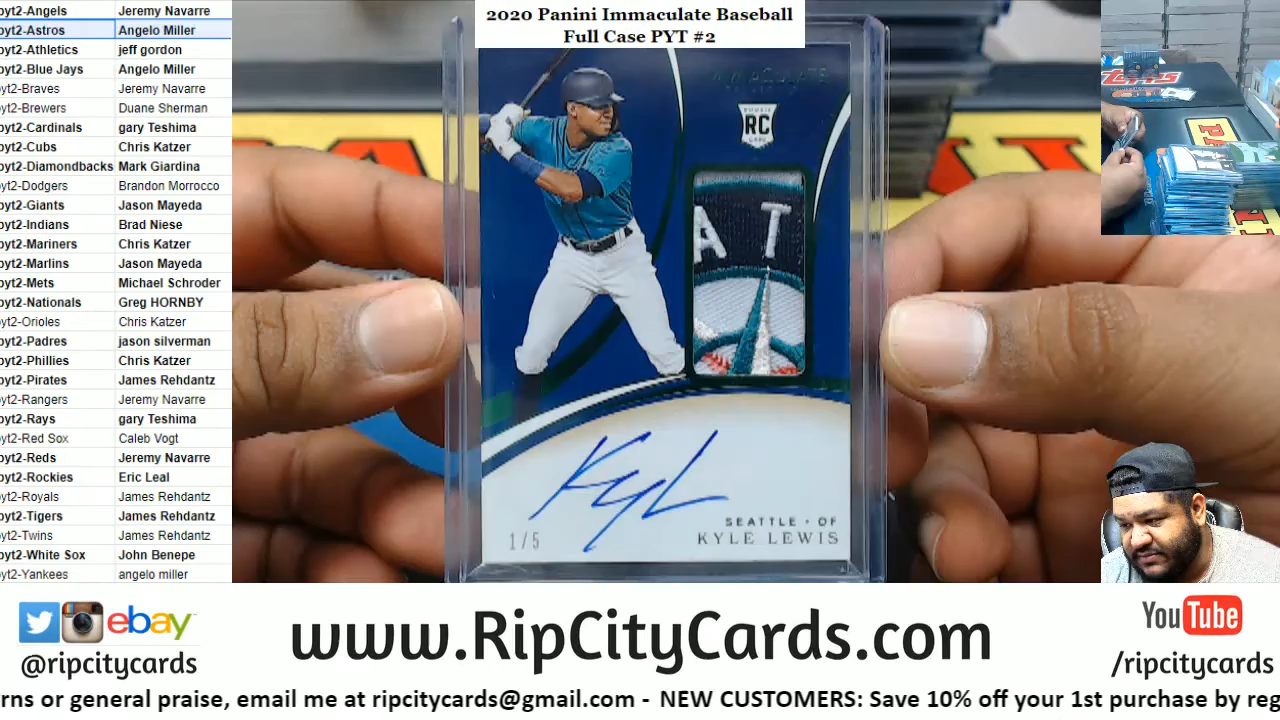 2020 Panini Immaculate Baseball
Full Case PYT #2
pyt2-Angels Jeremy Navarre
pyt2-Astros Angelo Miller
pyt2-Athletics jeff gordon
pyt2-Blue Jays Angelo Miller
pyt2-Braves Jeremy Navarre
pyt2-Brewers Duane Sherman
pyt2-Cardinals gary Teshima
pyt2-Cubs Chris Katzer
pyt2-Diamondbacks Mark Giardina
pyt2-Dodgers Brandon Morrocco
pyt2-Giants Jason Mayeda
pyt2-Indians Brad Niese
pyt2-Mariners Chris Katzer
pyt2-Marlins Jason Mayeda
pyt2-Mets Michael Schroder
pyt2-Nationals Greg HORNBY
pyt2-Orioles Chris Katzer
pyt2-Padres jason silverman
pyt2-Phillies Chris Katzer
pyt2-Pirates James Rehdantz
pyt2-Rangers Jeremy Navarre
pyt2-Rays gary Teshima
pyt2-Red Sox Caleb Vogt
pyt2-Reds Jeremy Navarre
pyt2-Rockies Eric Leal
pyt2-Royals James Rehdantz
pyt2-Tigers James Rehdantz
pyt2-Twins James Rehdantz
pyt2-White Sox John Benepe
pyt2-Yankees angelo miller
IMMACULATE
ROOKIE
RC
CARD
A T
KyL
SEATTLE · OF
KYLE LEWIS
1/5
TOPPS
ebay
@ripcitycards
www.RipCityCards.com
YouTube
/ripcitycards
rns or general praise, email me at ripcitycards@gmail.com - NEW CUSTOMERS: Save 10% off your 1st purchase by reg